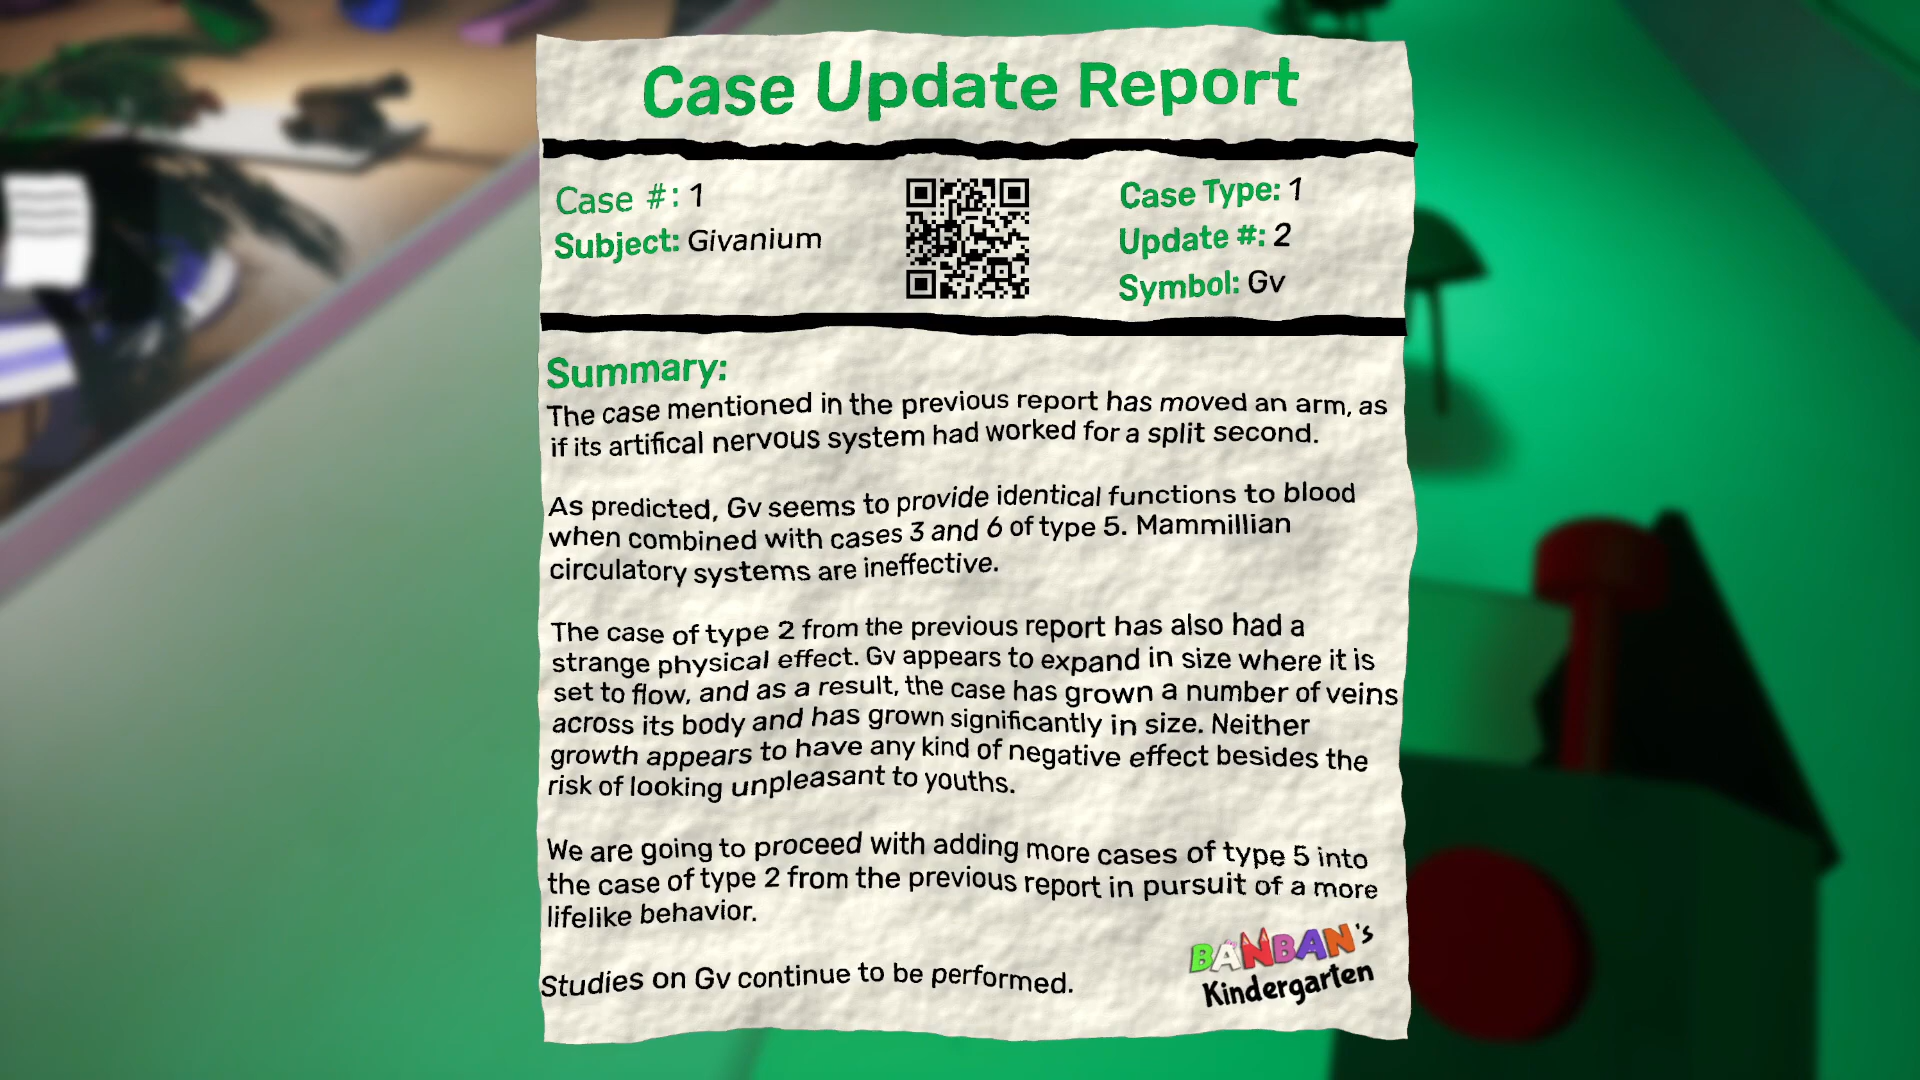 Case Update Report
Case #: 1
Subject: Givanium
Case Type: 1
Update #: 2
Symbol: Gv
Summary:
The case mentioned in the previous report has moved an arm, as
if its artifical nervous system had worked for a split second.
As predicted, Gv seems to provide identical functions to blood
when combined with cases 3 and 6 of type 5. Mammillian
circulatory systems are ineffective.
The case of type 2 from the previous report has also had a
strange physical effect. Gv appears to expand in size where it is
set to flow, and as a result, the case has grown a number of veins
across its body and has grown significantly in size. Neither
growth appears to have any kind of negative effect besides the
risk of looking unpleasant to youths.
We are going to proceed with adding more cases of type 5 into
the case of type 2 from the previous report in pursuit of a more
lifelike behavior.
Studies on Gv continue to be performed.
BANBAN's
Kindergarten